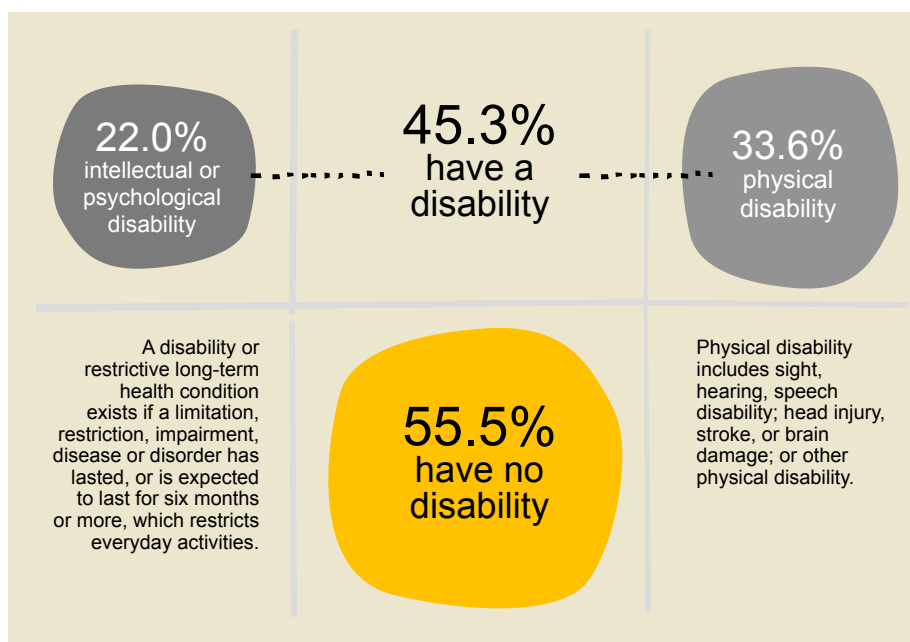 22.0%
intellectual or
psychological
disability
45.3%
have a
disability
33.6%
physical
disability
A disability or
restrictive long-term
health condition
exists if a limitation,
restriction, impairment,
disease or disorder has
lasted, or is expected
to last for six months
or more, which restricts
everyday activities.
55.5%
have no
disability
Physical disability
includes sight,
hearing, speech
disability; head injury,
stroke, or brain
damage; or other
physical disability.